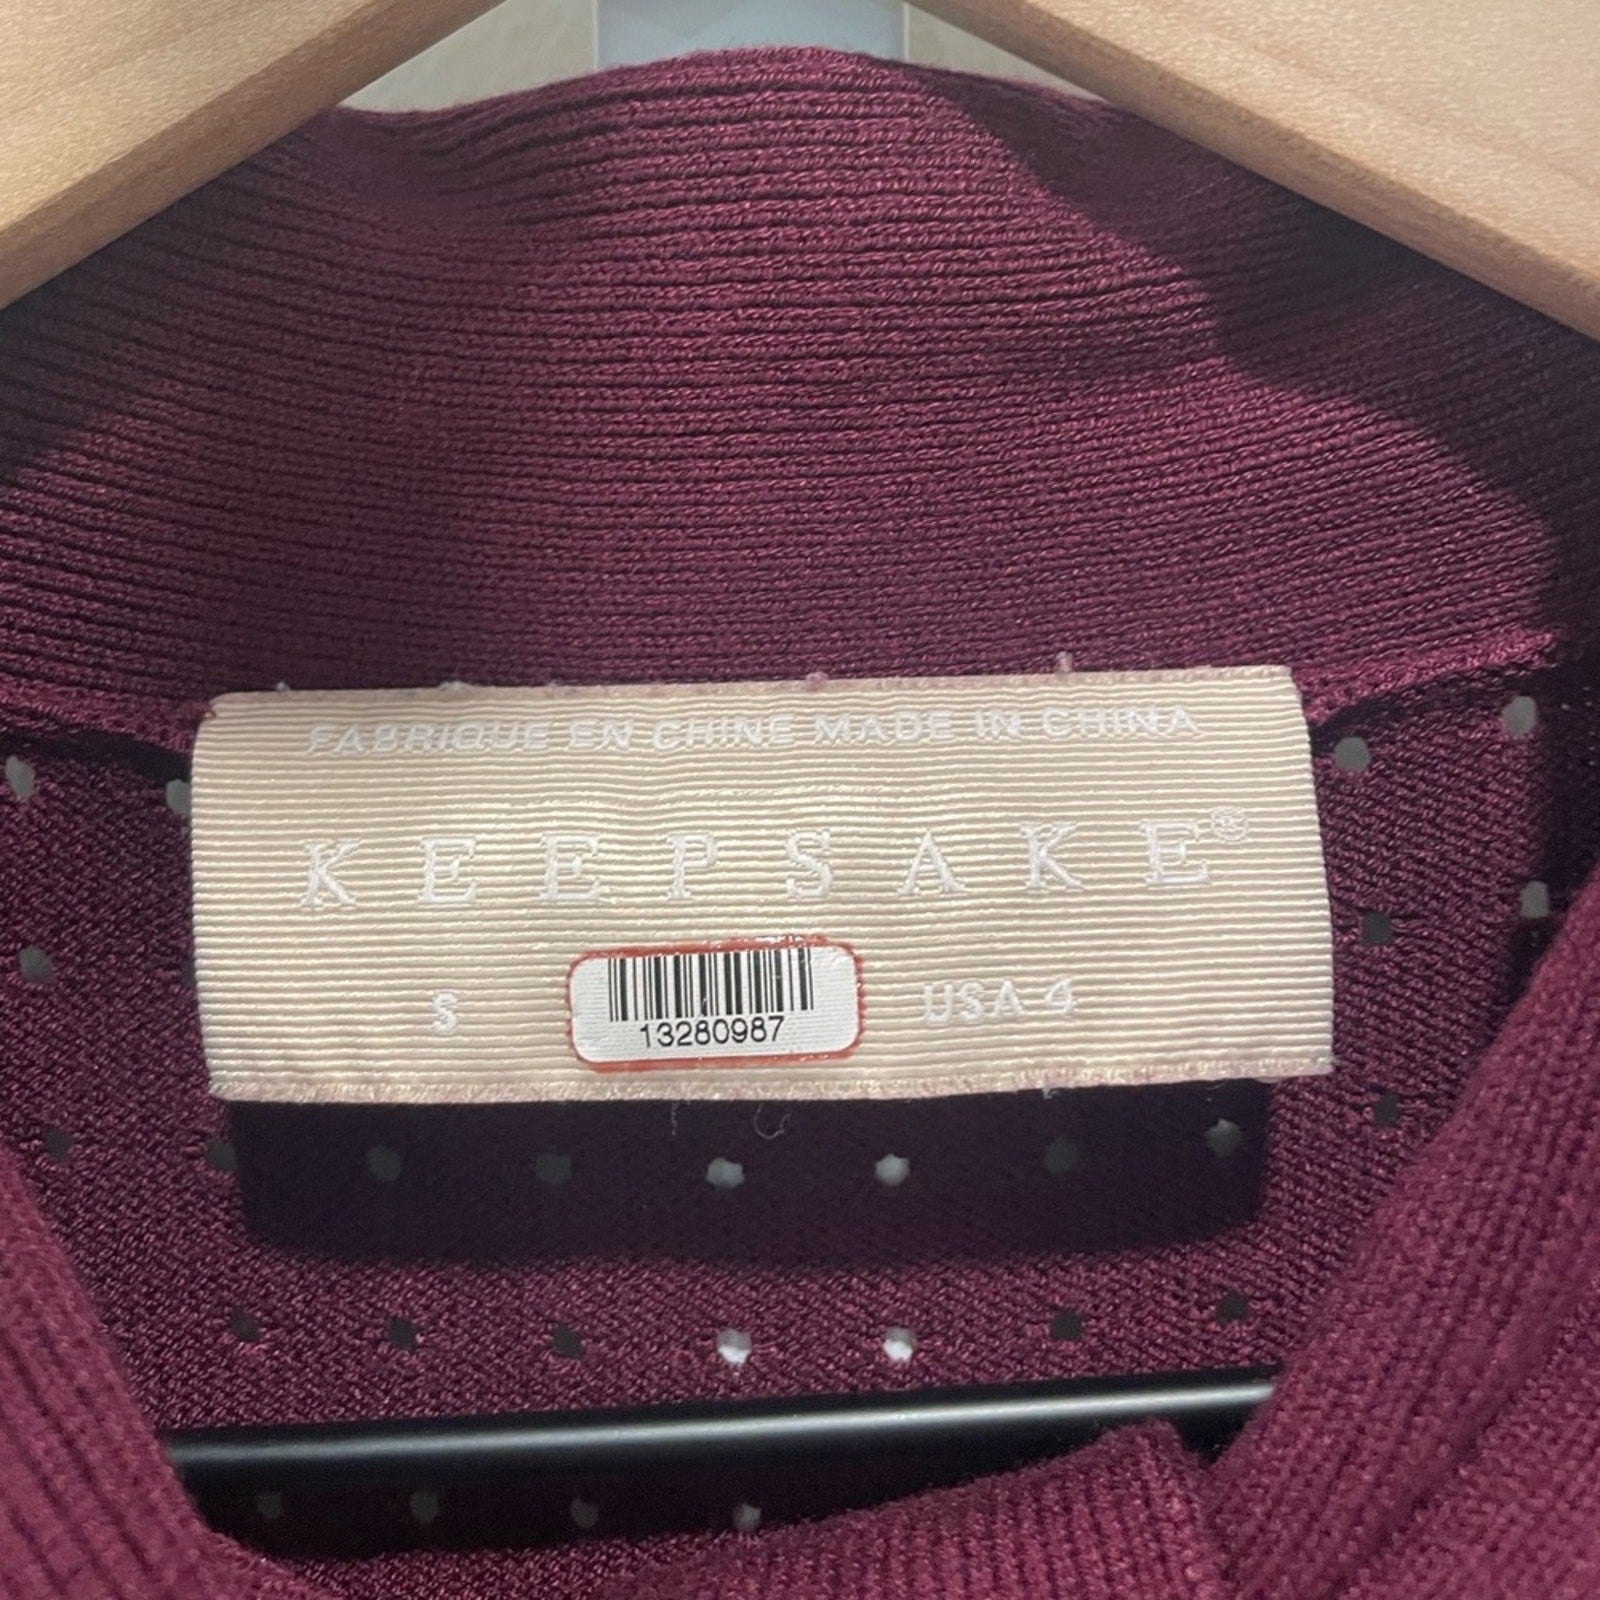 FABRIQUE EN CHINE MADE IN CHINA
KEEPSAKE®
S
13280987
USA 4